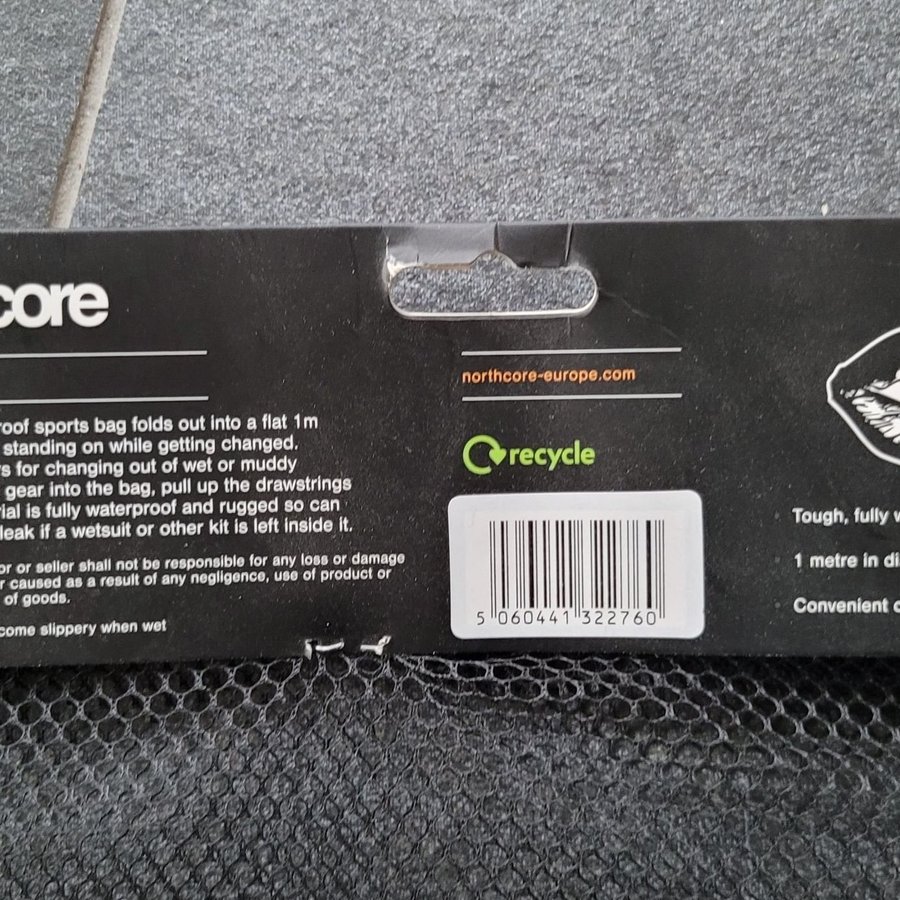 core
oof sports bag folds out into a flat 1m
standing on while getting changed.
s for changing out of wet or muddy
gear into the bag, pull up the drawstrings
ial is fully waterproof and rugged so can
leak if a wetsuit or other kit is left inside it.
or or seller shall not be responsible for any loss or damage
r caused as a result of any negligence, use of product or
of goods.
come slippery when wet
northcore-europe.com
recycle
5 060441 322760
Tough, fully w
1 metre in di
Convenient c